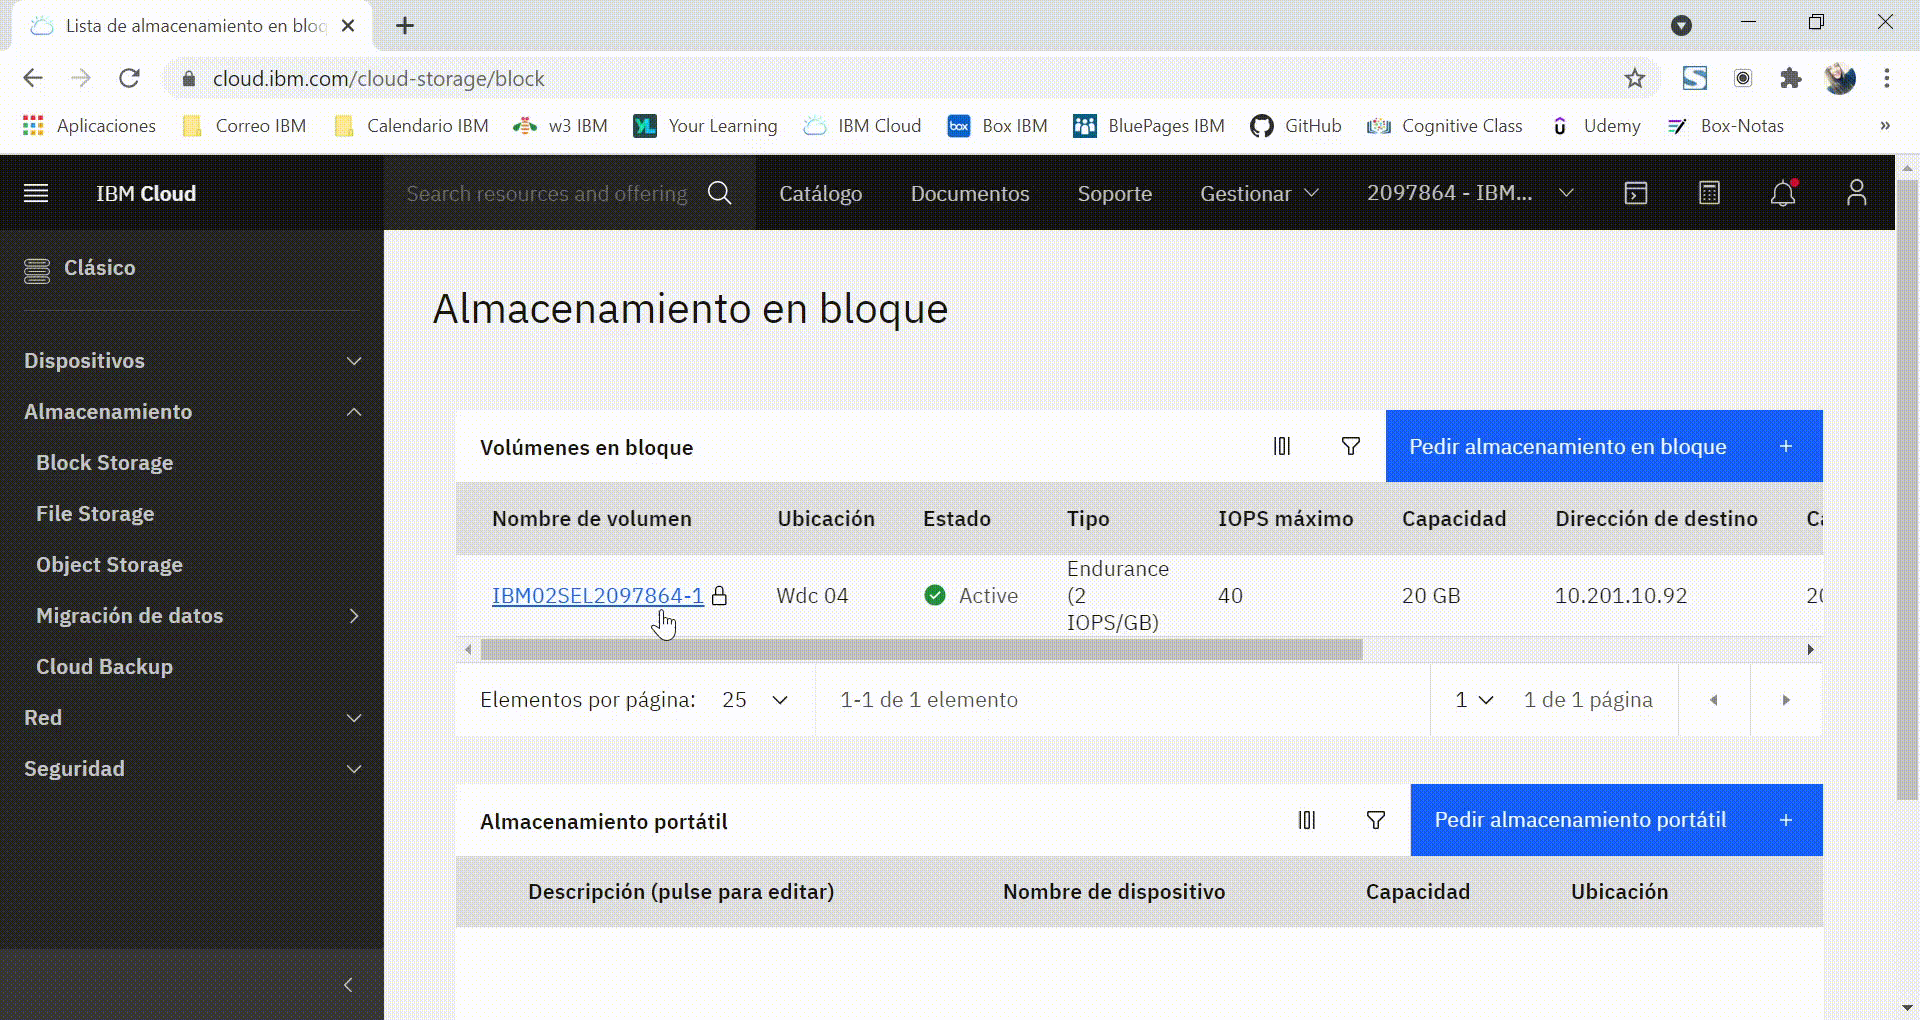 Lista de almacenamiento en bloq
cloud.ibm.com/cloud-storage/block
Aplicaciones
Correo IBM
Calendario IBM
w3 IBM
YL
Your Learning
IBM Cloud
box
Box IBM
BluePages IBM
GitHub
Cognitive Class
Udemy
Box-Notas
»
IBM Cloud
Search resources and offering
Catálogo
Documentos
Soporte
Gestionar
2097864 - IBM...
Clásico
Dispositivos
Almacenamiento
Block Storage
File Storage
Object Storage
Migración de datos
Cloud Backup
Red
Seguridad
Almacenamiento en bloque
Volúmenes en bloque
Pedir almacenamiento en bloque +
Nombre de volumen Ubicación Estado Tipo IOPS máximo Capacidad Dirección de destino Ca
IBM02SEL2097864-1 Wdc 04 Active Endurance
(2
IOPS/GB)
40 20 GB 10.201.10.92 20
Elementos por página: 25
1-1 de 1 elemento
1
1 de 1 página
Almacenamiento portátil
Pedir almacenamiento portátil +
Descripción (pulse para editar) Nombre de dispositivo Capacidad Ubicación